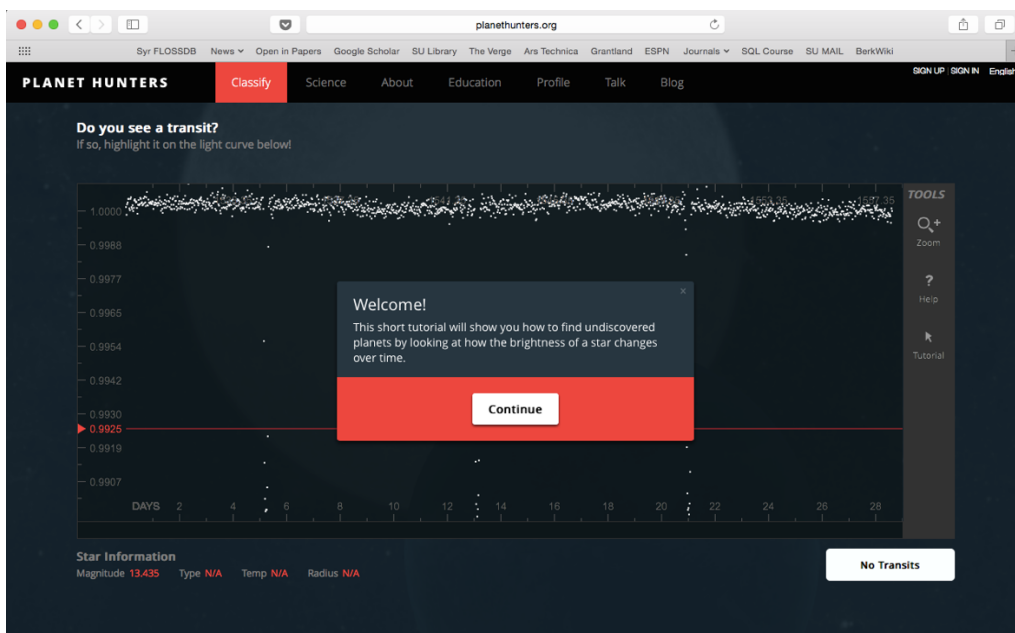 planethunters.org
Syr FLOSSDB News Open in Papers Google Scholar SU Library The Verge Ars Technica Grantland ESPN Journals SQL Course SU MAIL BerkWiki
PLANET HUNTERS Classify Science About Education Profile Talk Blog SIGN UP SIGN IN English
Do you see a transit?
If so, highlight it on the light curve below!
TOOLS
1.0000
Zoom
0.9988
0.9977
Help
0.9965
0.9954
Tutorial
0.9942
0.9930
0.9925
0.9919
0.9907
Welcome!
This short tutorial will show you how to find undiscovered
planets by looking at how the brightness of a star changes
over time.
Continue
DAYS 2 4 6 8 10 12 14 16 18 20 22 24 26 28
Star Information
Magnitude 13.435 Type N/A Temp N/A Radius N/A
No Transits